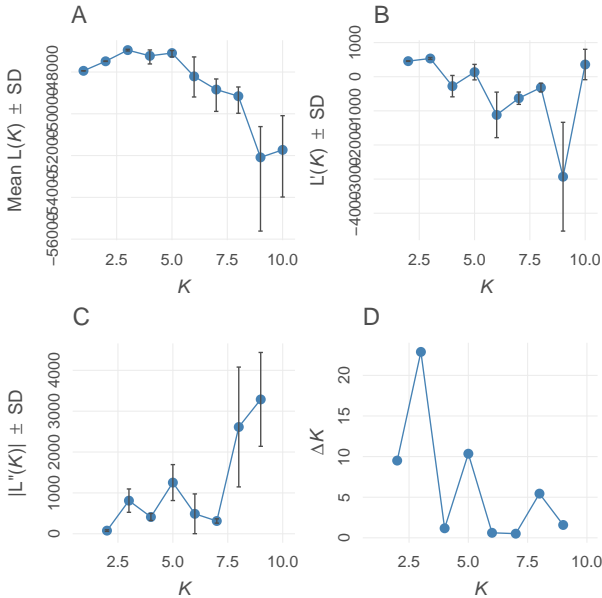 A
Mean L(K) ± SD
−48000
−50000
−52000
−54000
−56000
2.5 5.0 7.5 10.0
K
B
L'(K) ± SD
1000
0
−1000
−2000
−3000
−4000
2.5 5.0 7.5 10.0
K
C
|L"(K)| ± SD
4000
3000
2000
1000
0
2.5 5.0 7.5 10.0
K
D
ΔK
20
15
10
5
0
2.5 5.0 7.5 10.0
K